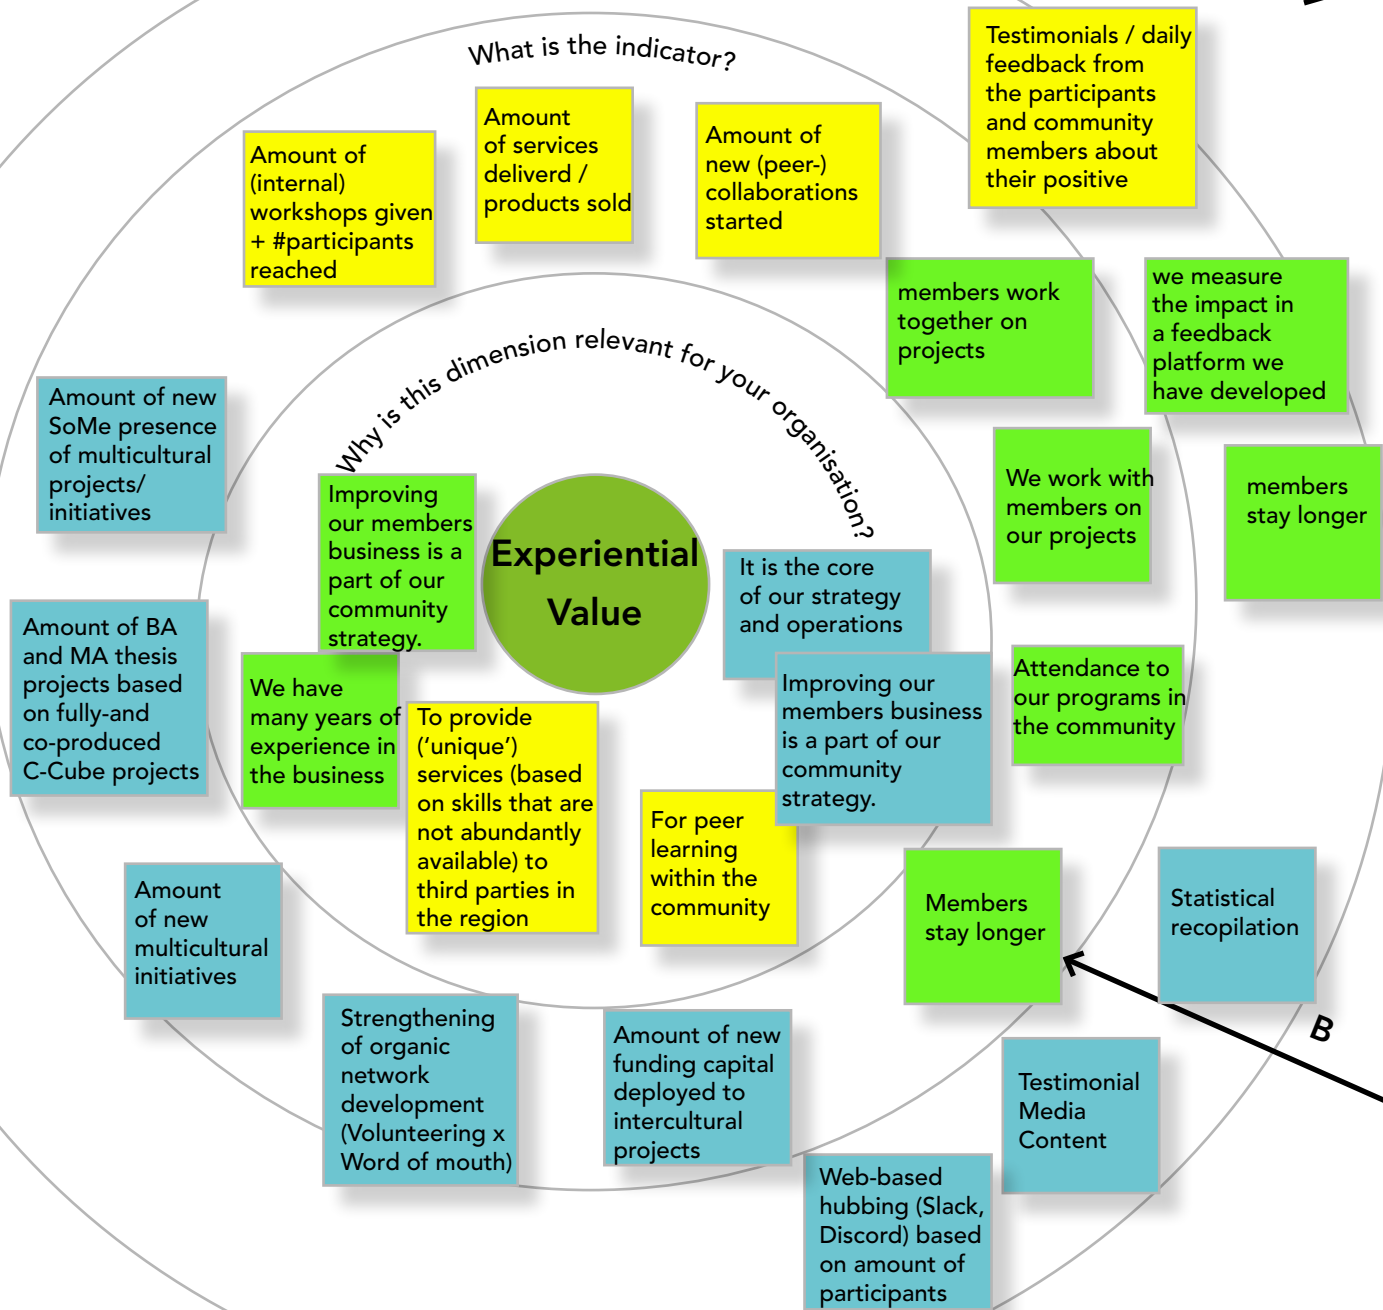 What is the indicator?
Testimonials / daily
feedback from
the participants
and community
members about
their positive
Amount
of services
deliverd /
products sold
Amount of
new (peer-)
collaborations
started
Amount of
(internal)
workshops given
+ #participants
reached
members work
together on
projects
we measure
the impact in
a feedback
platform we
have developed
Why is this dimension relevant for your organisation?
Amount of new
SoMe presence
of multicultural
projects/
initiatives
We work with
members on
our projects
members
stay longer
Improving
our members
business is a
part of our
community
strategy.
Experiential
Value
It is the core
of our strategy
and operations
Amount of BA
and MA thesis
projects based
on fully-and
co-produced
C-Cube projects
We have
many years of
experience in
the business
To provide
(‘unique’)
services (based
on skills that are
not abundantly
available) to
third parties in
the region
Improving our
members business
is a part of our
community
strategy.
Attendance to
our programs in
the community
For peer
learning
within the
community
Amount
of new
multicultural
initiatives
Members
stay longer
Statistical
recopilation
B
Strengthening
of organic
network
development
(Volunteering x
Word of mouth)
Amount of new
funding capital
deployed to
intercultural
projects
Testimonial
Media
Content
Web-based
hubbing (Slack,
Discord) based
on amount of
participants